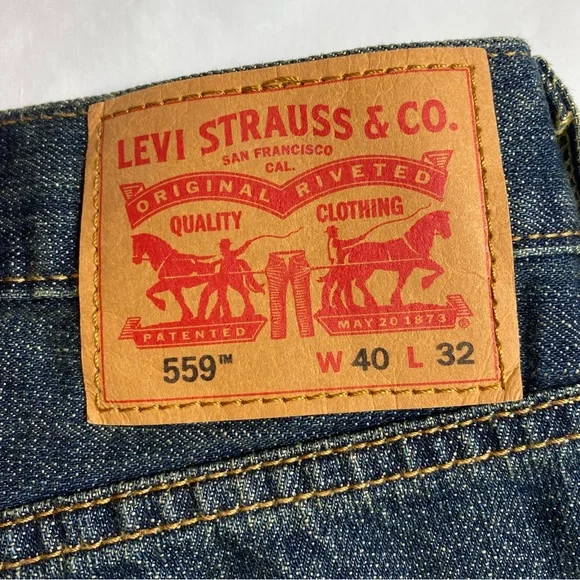 LEVI STRAUSS & CO.
SAN FRANCISCO
CAL.
ORIGINAL RIVETED
QUALITY CLOTHING
PATENTED MAY 20 1873 ®
559™ W 40 L 32